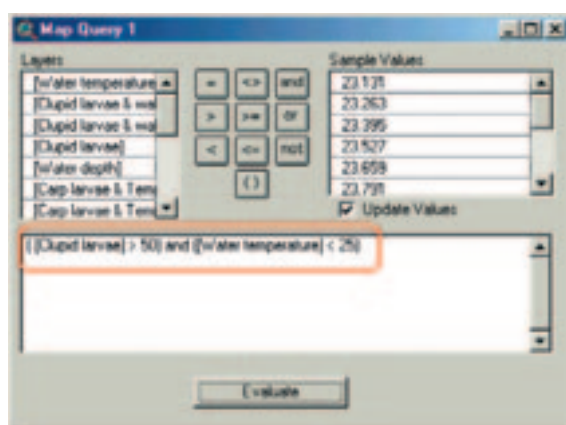 Map Query 1
Layers
[Water temperature
[Clupid larvae & wa
[Clupid larvae & wa
[Clupid larvae]
[Water depth]
[Carp larvae & Temp
[Carp larvae & Temp
= <> and
> >= or
< <= not
( )
Sample Values
23.131
23.263
23.395
23.527
23.659
23.791
Update Values
( [Clupid larvae] > 50) and ([Water temperature] < 25)
Evaluate